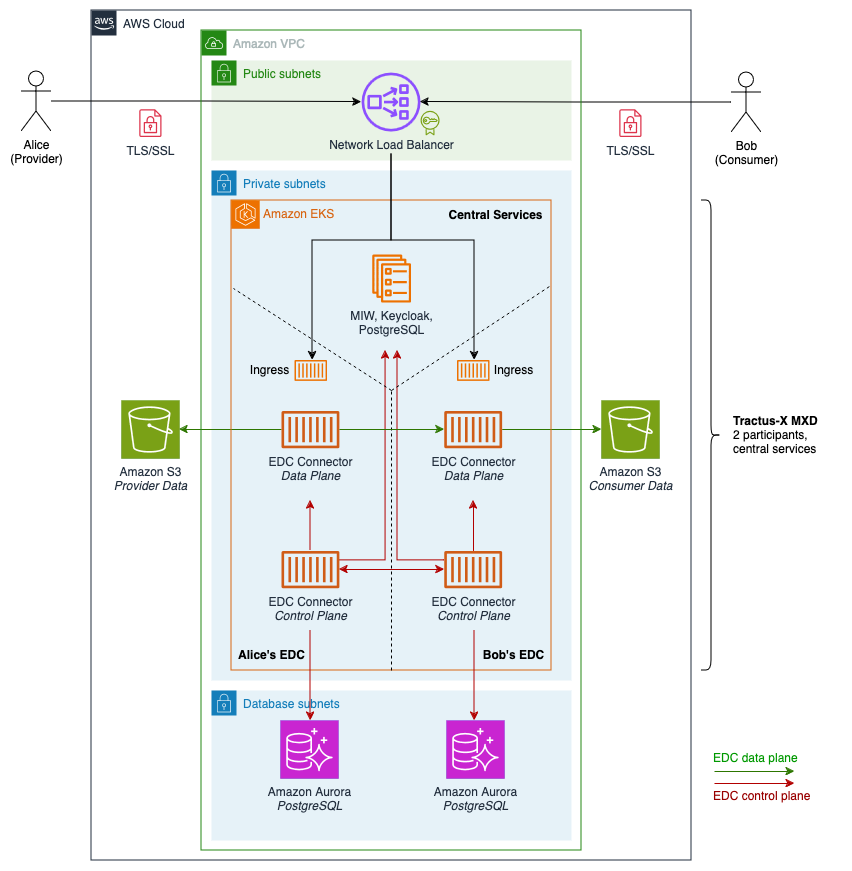 aws
AWS Cloud
Amazon VPC
Public subnets
Alice
(Provider)
TLS/SSL
Network Load Balancer
TLS/SSL
Bob
(Consumer)
Private subnets
Amazon EKS
Central Services
MIW, Keycloak,
PostgreSQL
Ingress
Ingress
Amazon S3
Provider Data
EDC Connector
Data Plane
EDC Connector
Data Plane
Amazon S3
Consumer Data
Tractus-X MXD
2 participants,
central services
EDC Connector
Control Plane
EDC Connector
Control Plane
Alice's EDC
Bob's EDC
Database subnets
Amazon Aurora
PostgreSQL
Amazon Aurora
PostgreSQL
EDC data plane
EDC control plane